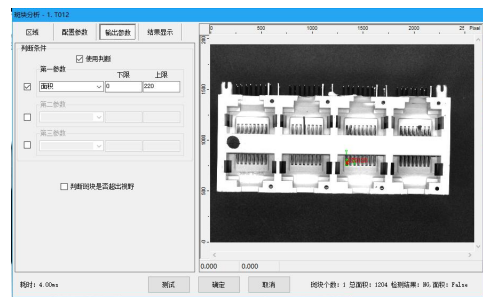 斑块分析 - 1. T012
区域 配置参数 输出参数 结果显示
判断条件
使用判断
第一参数
下限 上限
面积 0 220
第二参数
第三参数
判断斑块是否超出视野
耗时: 4.00ms 测试 确定 取消 斑块个数: 1 总面积: 1204 检测结果: NG,面积: False
0 500 1000 1500 2000 25 Pixel
0.000 0.000